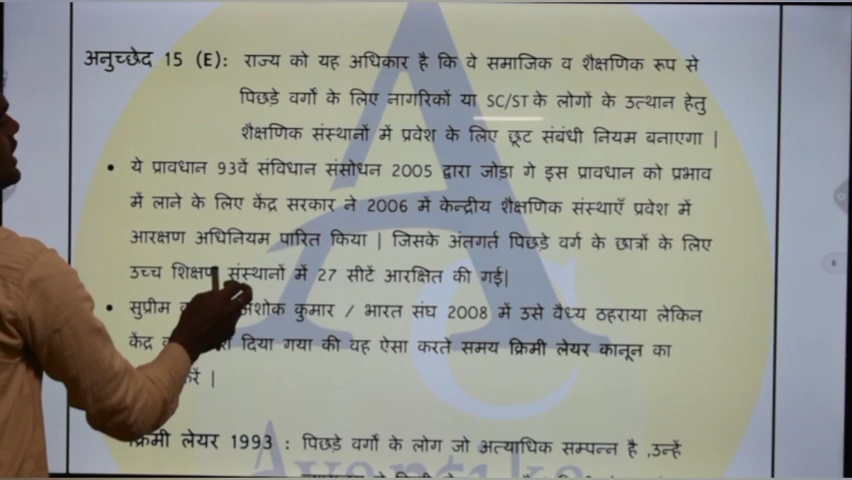 अनुच्छेद 15 (E): राज्य को यह अधिकार है कि वे समाजिक व शैक्षणिक रूप से
पिछड़े वर्गों के लिए नागरिकों या SC/ST के लोगों के उत्थान हेतु
शैक्षणिक संस्थानों में प्रवेश के लिए छूट संबंधी नियम बनाएगा |
• ये प्रावधान 93वें संविधान संसोधन 2005 द्वारा जोड़ा गे इस प्रावधान को प्रभाव
में लाने के लिए केंद्र सरकार ने 2006 में केन्द्रीय शैक्षणिक संस्थाएँ प्रवेश में
आरक्षण अधिनियम पारित किया | जिसके अंतगर्त पिछड़े वर्ग के छात्रों के लिए
उच्च शिक्षण संस्थानों में 27 सीटें आरक्षित की गई|
• सुप्रीम अशोक कुमार / भारत संघ 2008 में उसे वैध्य ठहराया लेकिन
केंद्र दिया गया की वह ऐसा करते समय क्रिमी लेयर कानून का
करें |
क्रिमी लेयर 1993 : पिछड़े वर्गों के लोग जो अत्याधिक सम्पन्न है ,उन्हें
6